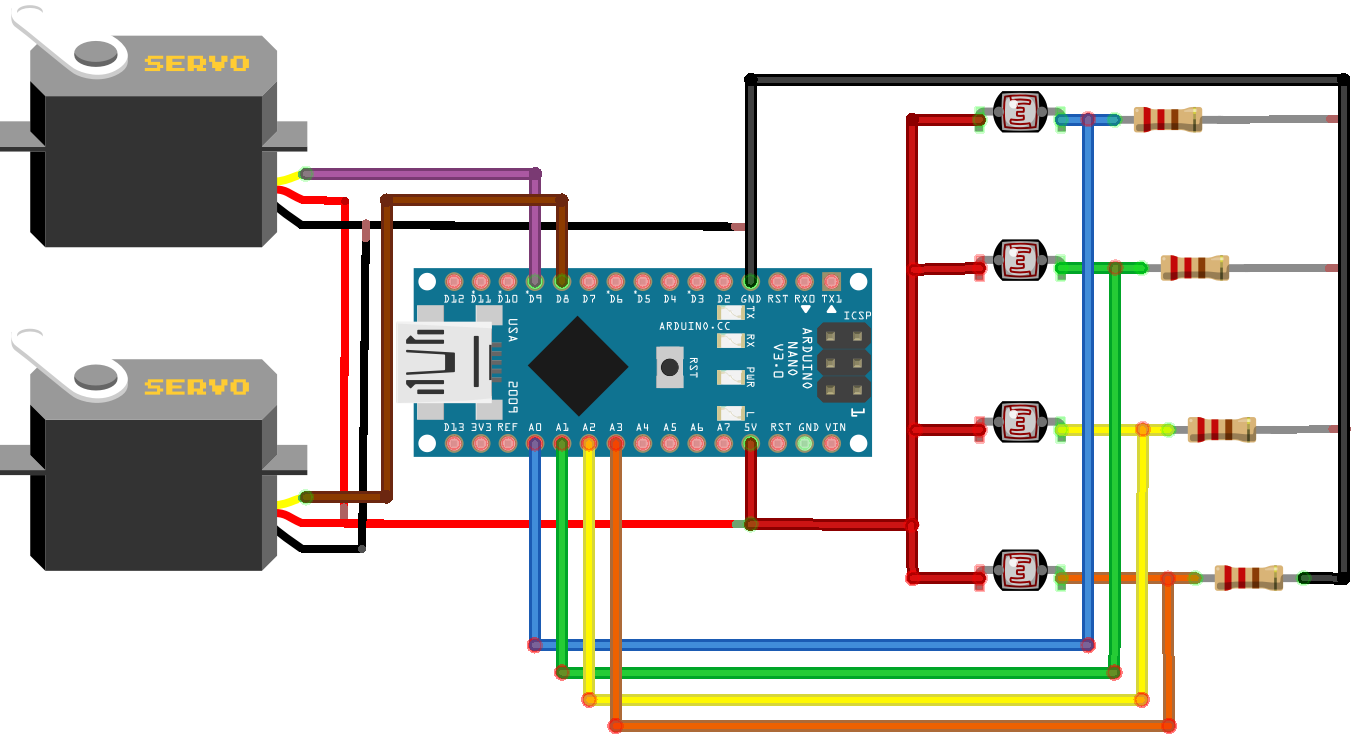 SERVO
D12 D11 D10 D9 D8 D7 D6 D5 D4 D3 D2 GND RST RX0 TX1
ICSP
TX
RX
PWR
L
ARDUINO.CC
USA
2009
RST
ARDUINO
NANO
V3.0
1
SERVO
D13 3V3 REF A0 A1 A2 A3 A4 A5 A6 A7 5V RST GND VIN